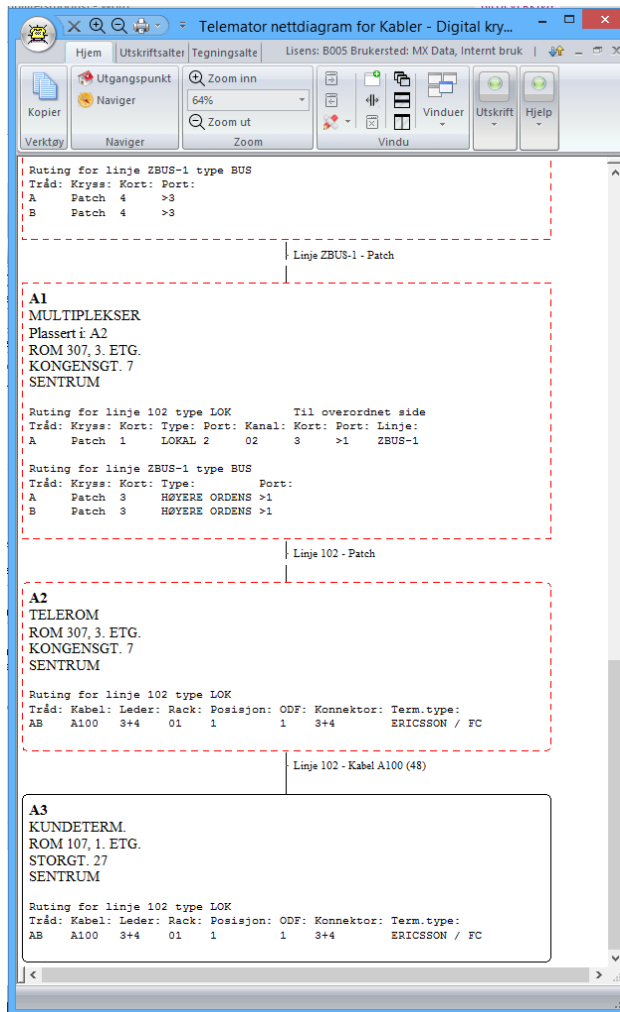 Telemator nettdiagram for Kabler - Digital kry...
Hjem Utskriftsalter Tegningsalte Lisens: B005 Brukersted: MX Data, Internt bruk
Kopier
Utgangspunkt
Naviger
Zoom inn
64%
Zoom ut
Vinduer
Utskrift
Hjelp
Verktøy Naviger Zoom Vindu
Ruting for linje ZBUS-1 type BUS
Tråd: Kryss: Kort: Port:
A Patch 4 >3
B Patch 4 >3
Linje ZBUS-1 - Patch
A1
MULTIPLEKSER
Plassert i: A2
ROM 307, 3. ETG.
KONGENSGT. 7
SENTRUM
Ruting for linje 102 type LOK Til overordnet side
Tråd: Kryss: Kort: Type: Port: Kanal: Kort: Port: Linje:
A Patch 1 LOKAL 2 02 3 >1 ZBUS-1
Ruting for linje ZBUS-1 type BUS
Tråd: Kryss: Kort: Type: Port:
A Patch 3 HØYERE ORDENS >1
B Patch 3 HØYERE ORDENS >1
Linje 102 - Patch
A2
TELEROM
ROM 307, 3. ETG.
KONGENSGT. 7
SENTRUM
Ruting for linje 102 type LOK
Tråd: Kabel: Leder: Rack: Posisjon: ODF: Konnektor: Term.type:
AB A100 3+4 01 1 1 3+4 ERICSSON / FC
Linje 102 - Kabel A100 (48)
A3
KUNDETERM.
ROM 107, 1. ETG.
STORGT. 27
SENTRUM
Ruting for linje 102 type LOK
Tråd: Kabel: Leder: Rack: Posisjon: ODF: Konnektor: Term.type:
AB A100 3+4 01 1 1 3+4 ERICSSON / FC